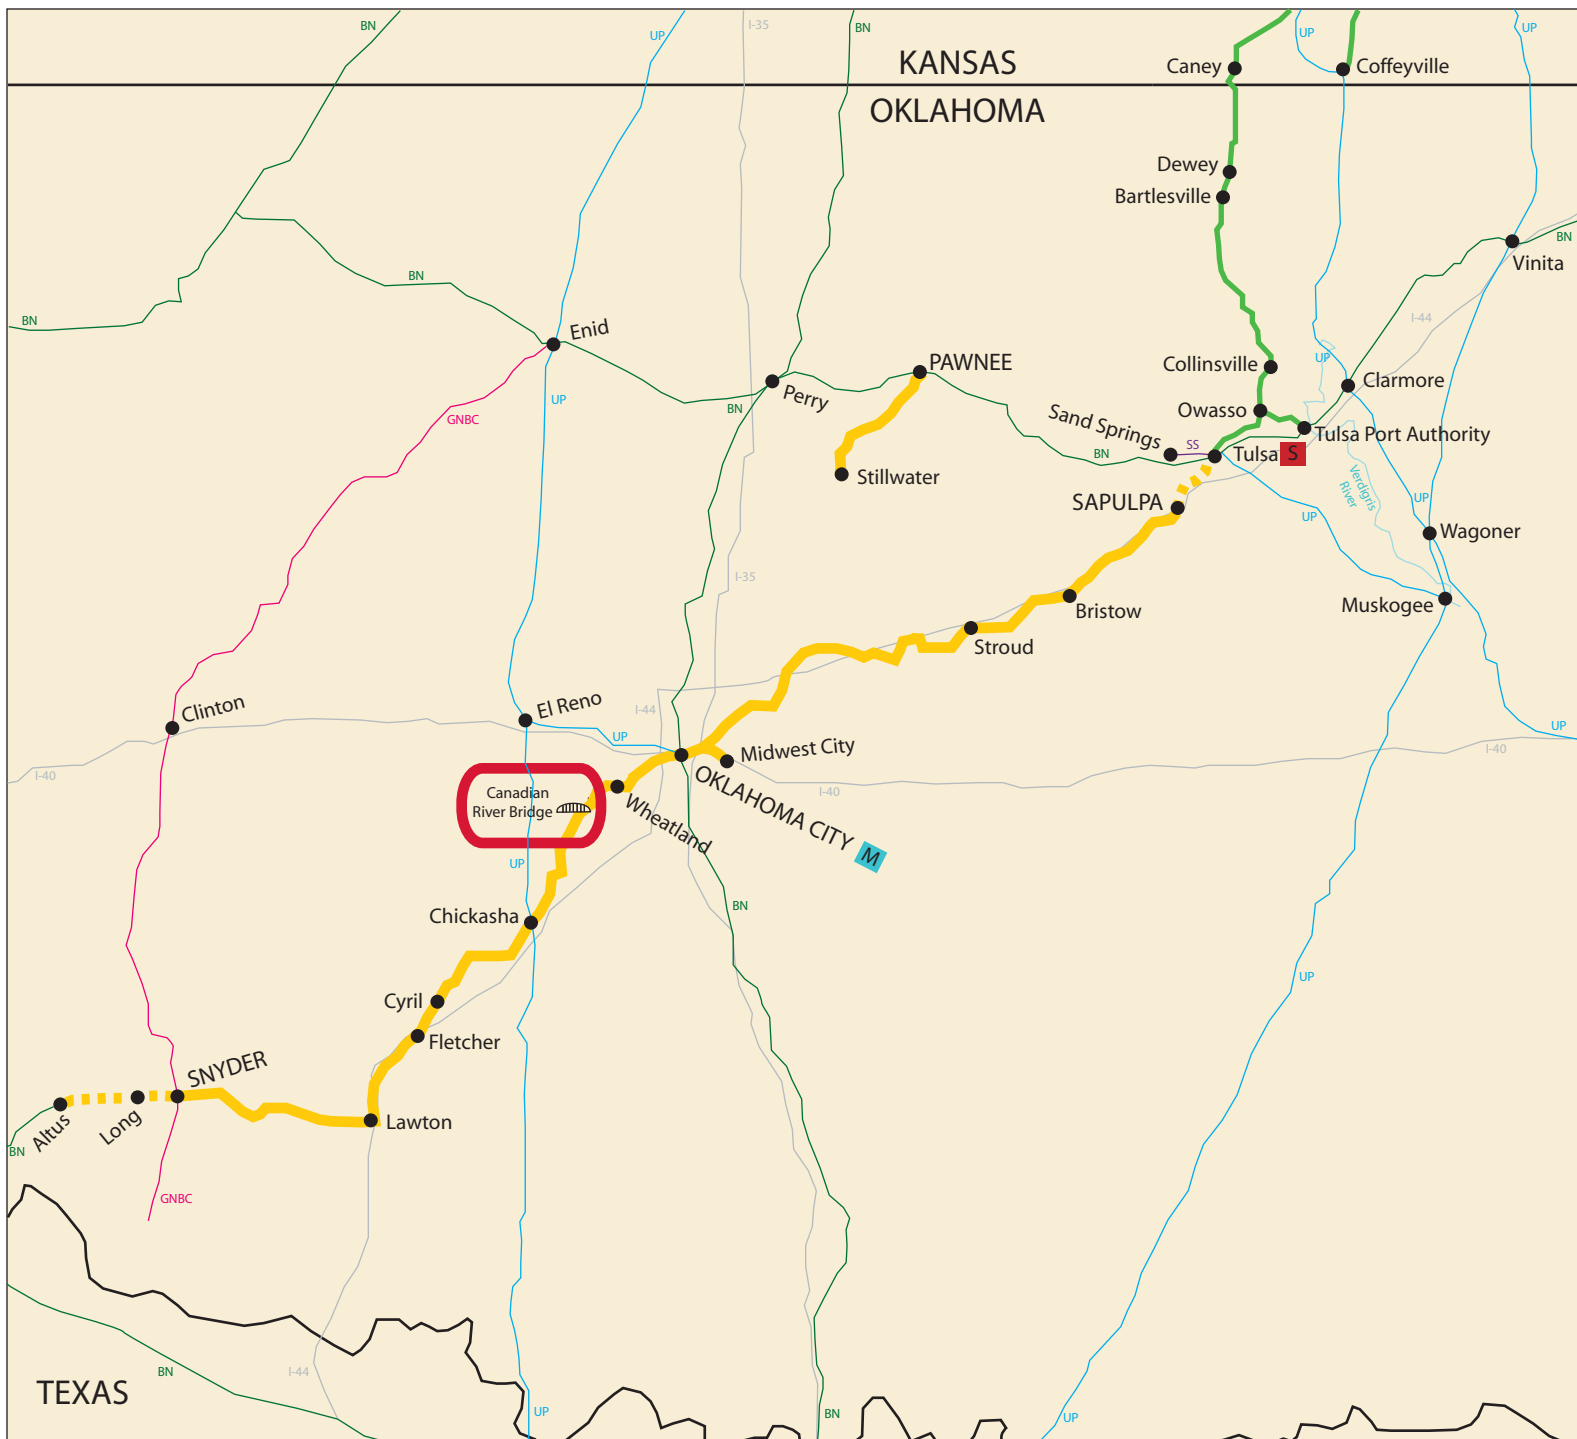 BN
UP
I-35
BN
UP
UP
KANSAS
Caney
Coffeyville
OKLAHOMA
Dewey
Bartlesville
BN
Vinita
BN
BN
Enid
I-44
UP
PAWNEE
Collinsville
Clarmore
UP
Perry
BN
GNBC
Owasso
Sand Springs
SS
BN
Tulsa S
Tulsa Port Authority
Stillwater
Verdigris
River
SAPULPA
UP
UP
Wagoner
I-35
Bristow
Muskogee
Stroud
Clinton
El Reno
I-44
UP
UP
Midwest City
I-40
I-40
I-40
OKLAHOMA CITY M
Canadian
River Bridge
Wheatland
UP
BN
Chickasha
UP
Cyril
Fletcher
SNYDER
Altus
Long
Lawton
BN
GNBC
BN
I-44
TEXAS
UP
BN
UP